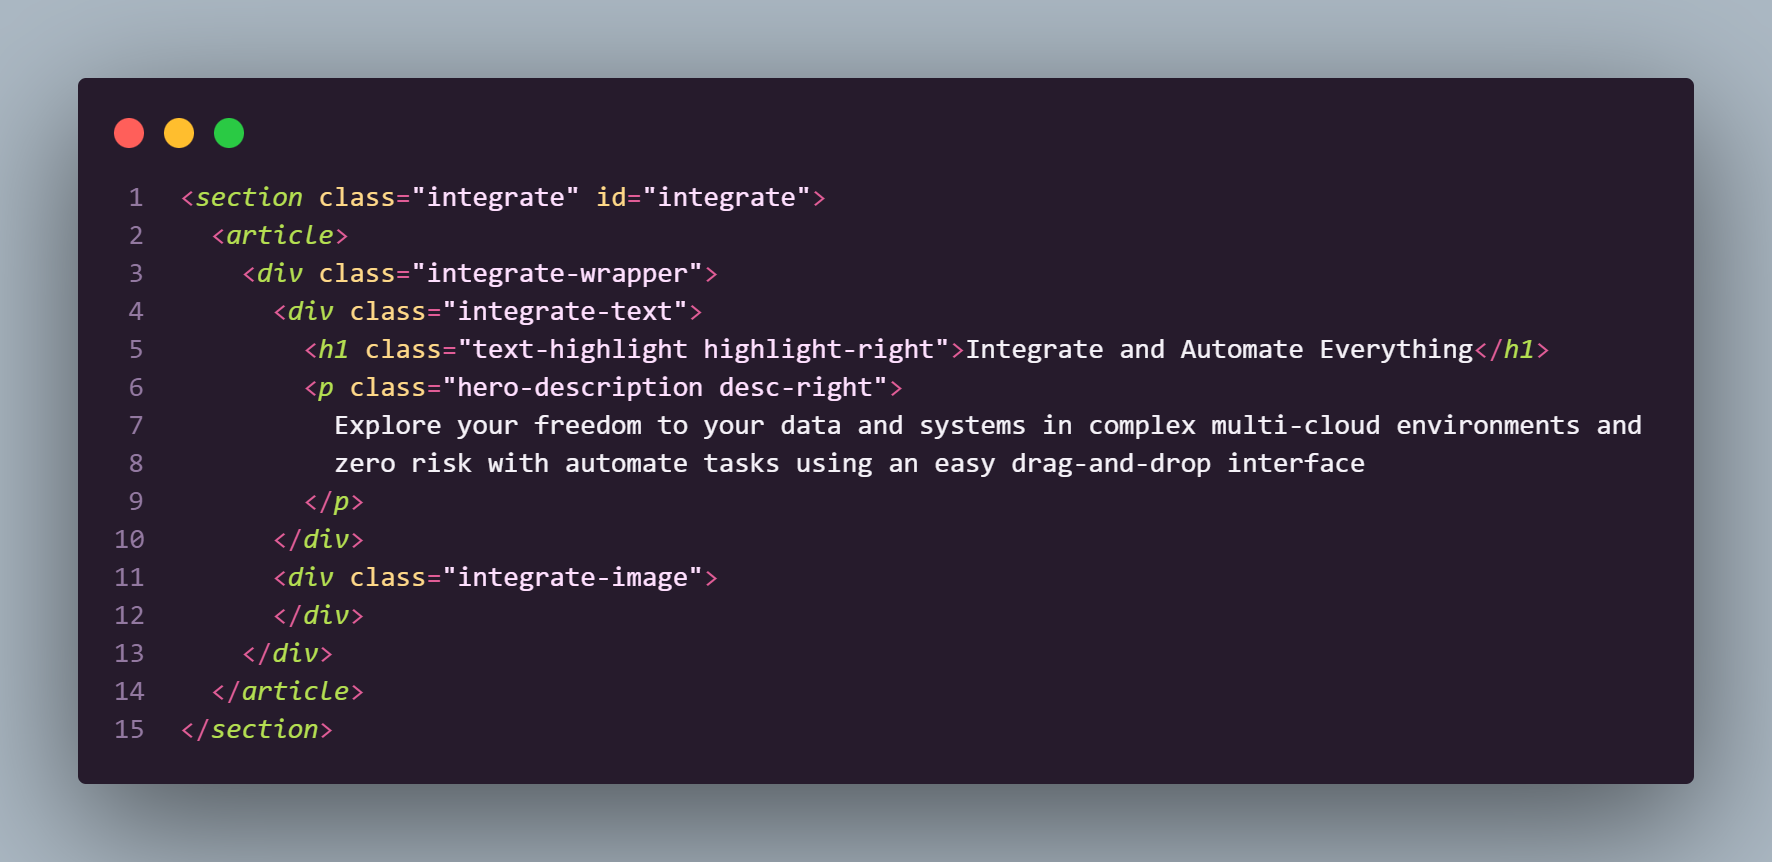 1 <section class="integrate" id="integrate">
2 <article>
3 <div class="integrate-wrapper">
4 <div class="integrate-text">
5 <h1 class="text-highlight highlight-right">Integrate and Automate Everything</h1>
6 <p class="hero-description desc-right">
7 Explore your freedom to your data and systems in complex multi-cloud environments and
8 zero risk with automate tasks using an easy drag-and-drop interface
9 </p>
10 </div>
11 <div class="integrate-image">
12 </div>
13 </div>
14 </article>
15 </section>